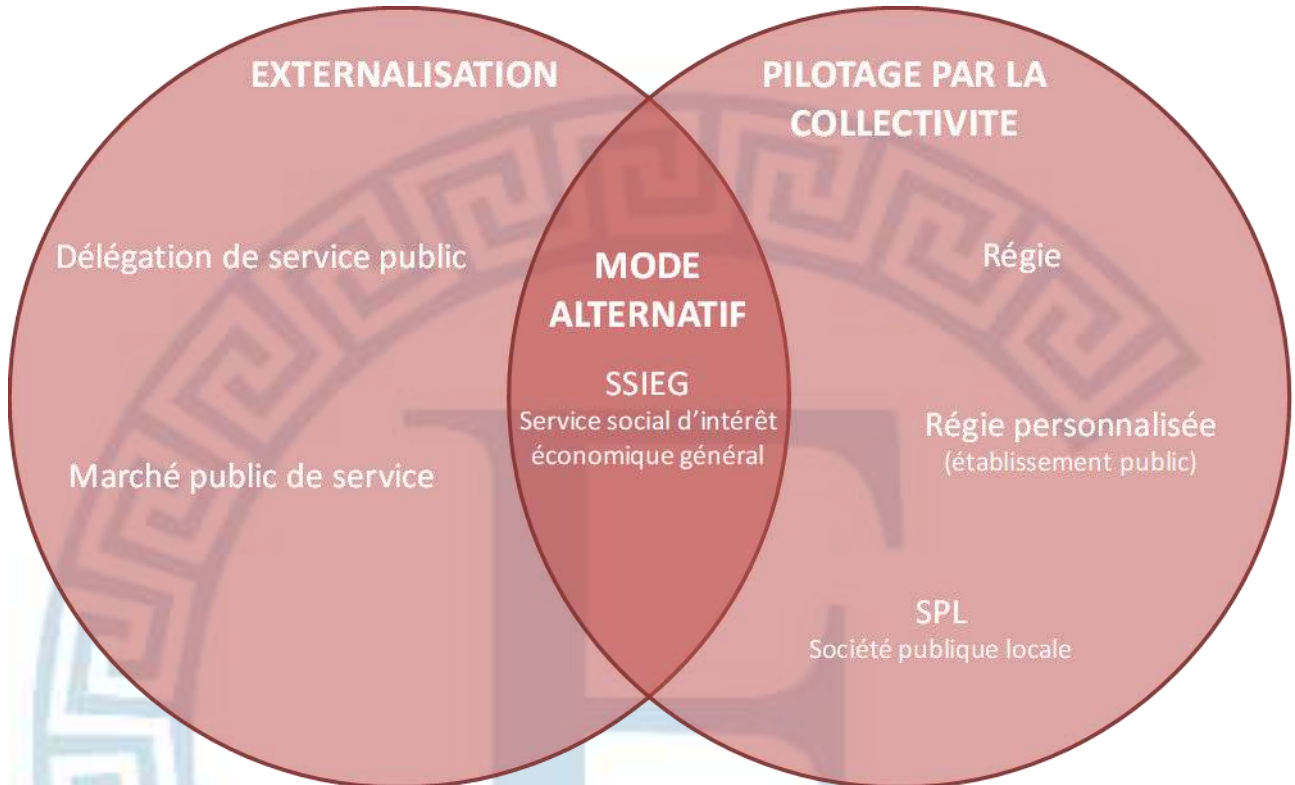 EXTERNALISATION
Délégation de service public
Marché public de service
MODE
ALTERNATIF
SSIEG
Service social d'intérêt
économique général
PILOTAGE PAR LA
COLLECTIVITE
Régie
Régie personnalisée
(établissement public)
SPL
Société publique locale